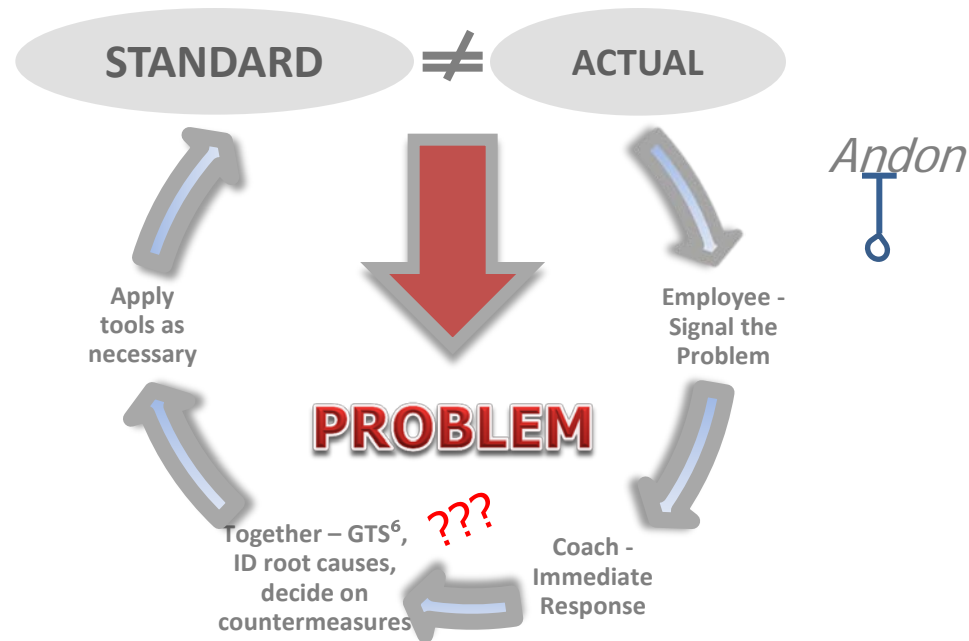 STANDARD ≠ ACTUAL
Andon
Employee -
Signal the
Problem
Coach -
Immediate
Response
???
Together – GTS⁶,
ID root causes,
decide on
countermeasures
Apply
tools as
necessary
PROBLEM